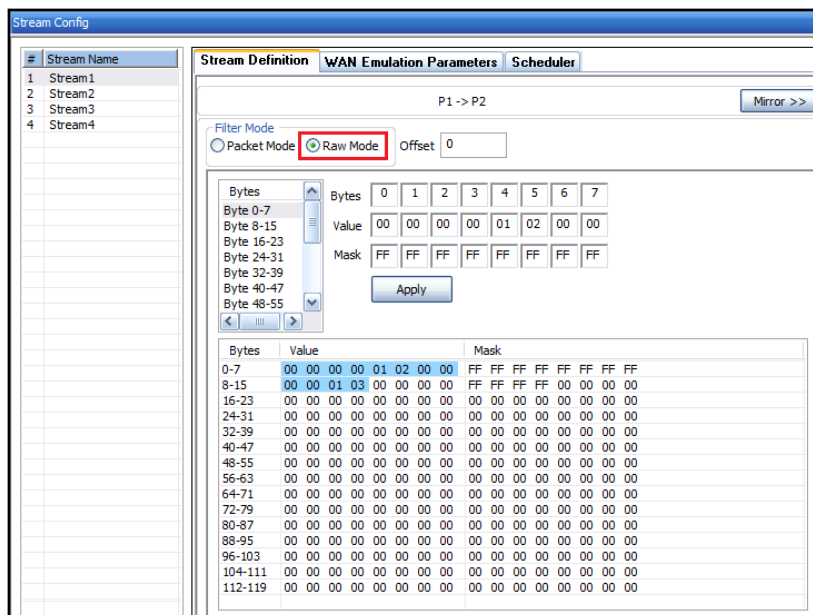 Stream Config
# Stream Name
1 Stream1
2 Stream2
3 Stream3
4 Stream4
Stream Definition WAN Emulation Parameters Scheduler
P1 -> P2 Mirror >>
Filter Mode
Packet Mode Raw Mode Offset 0
Bytes
Byte 0-7
Byte 8-15
Byte 16-23
Byte 24-31
Byte 32-39
Byte 40-47
Byte 48-55
Bytes 0 1 2 3 4 5 6 7
Value 00 00 00 00 01 02 00 00
Mask FF FF FF FF FF FF FF FF
Apply
Bytes Value Mask
0-7 00 00 00 00 01 02 00 00 FF FF FF FF FF FF FF FF
8-15 00 00 01 03 00 00 00 00 FF FF FF FF 00 00 00 00
16-23 00 00 00 00 00 00 00 00 00 00 00 00 00 00 00 00
24-31 00 00 00 00 00 00 00 00 00 00 00 00 00 00 00 00
32-39 00 00 00 00 00 00 00 00 00 00 00 00 00 00 00 00
40-47 00 00 00 00 00 00 00 00 00 00 00 00 00 00 00 00
48-55 00 00 00 00 00 00 00 00 00 00 00 00 00 00 00 00
56-63 00 00 00 00 00 00 00 00 00 00 00 00 00 00 00 00
64-71 00 00 00 00 00 00 00 00 00 00 00 00 00 00 00 00
72-79 00 00 00 00 00 00 00 00 00 00 00 00 00 00 00 00
80-87 00 00 00 00 00 00 00 00 00 00 00 00 00 00 00 00
88-95 00 00 00 00 00 00 00 00 00 00 00 00 00 00 00 00
96-103 00 00 00 00 00 00 00 00 00 00 00 00 00 00 00 00
104-111 00 00 00 00 00 00 00 00 00 00 00 00 00 00 00 00
112-119 00 00 00 00 00 00 00 00 00 00 00 00 00 00 00 00